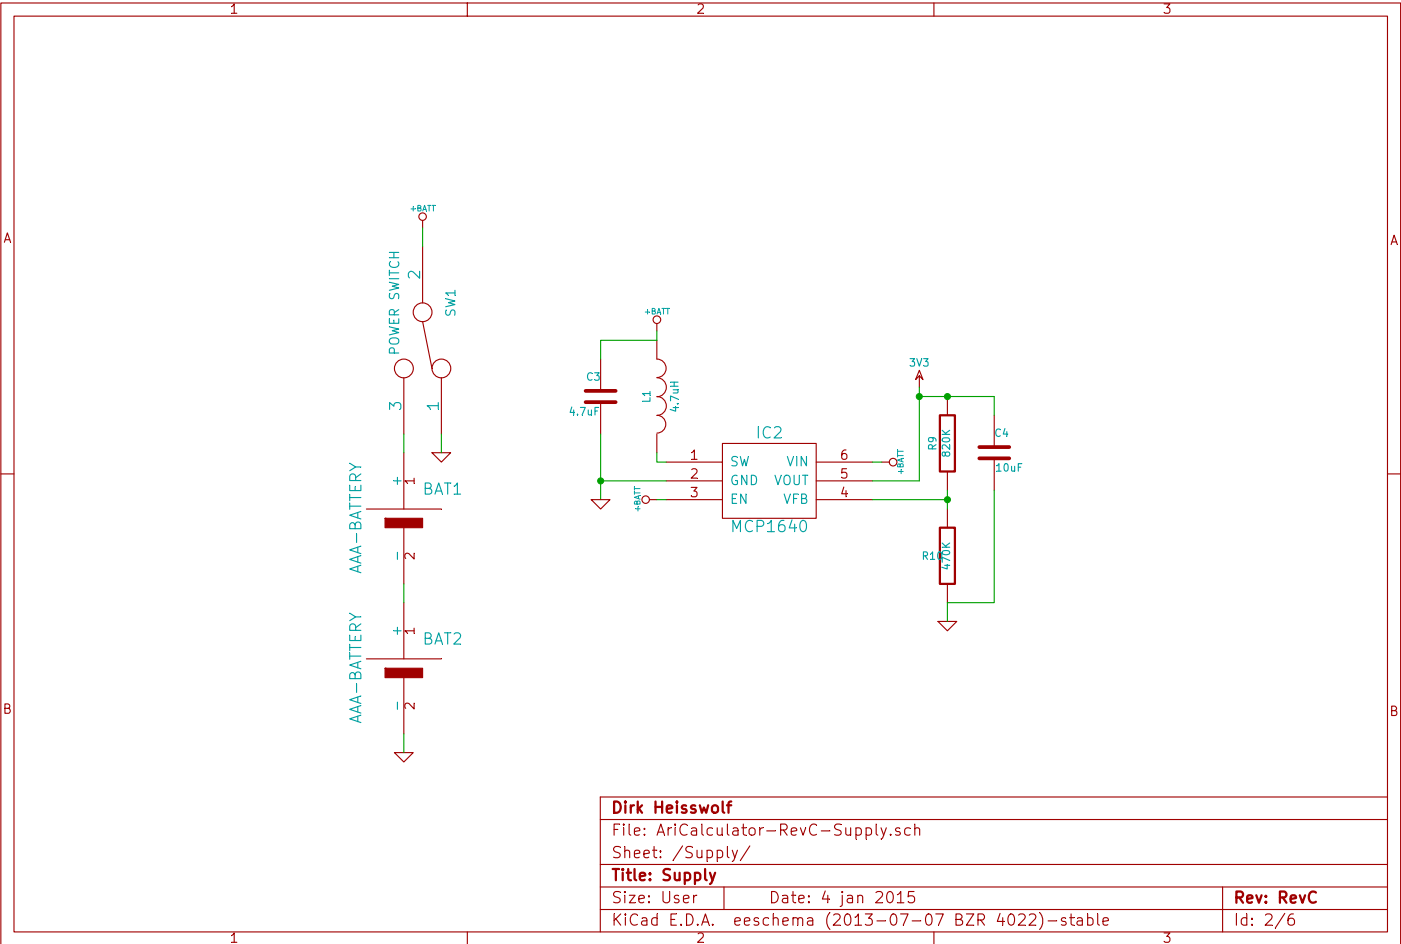 1 2 3
A A
+BATT
POWER SWITCH
2
SW1
3
1
+ 1
BAT1
AAA-BATTERY
- 2
+ 1
BAT2
AAA-BATTERY
- 2
+BATT
C3
4.7uF
L1
4.7uH
IC2
1 SW VIN 6 +BATT
2 GND VOUT 5
+BATT 3 EN VFB 4
MCP1640
3V3
R9
820K
C4
10uF
R10
470K
B B
Dirk Heisswolf
File: AriCalculator-RevC-Supply.sch
Sheet: /Supply/
Title: Supply
Size: User Date: 4 jan 2015 Rev: RevC
KiCad E.D.A. eeschema (2013-07-07 BZR 4022)-stable Id: 2/6
1 2 3